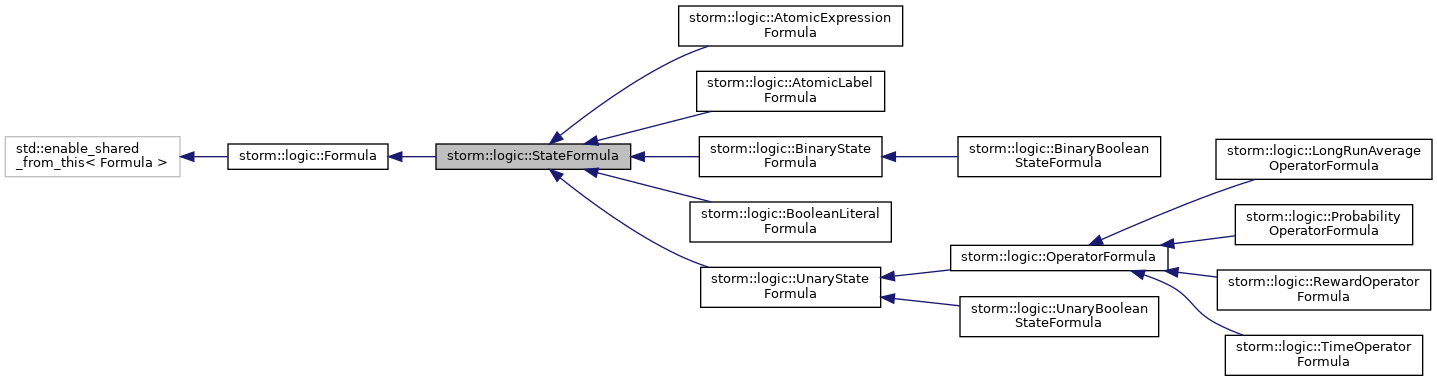 storm::logic::AtomicExpression
Formula
storm::logic::AtomicLabel
Formula
std::enable_shared
_from_this< Formula >
storm::logic::Formula
storm::logic::StateFormula
storm::logic::BinaryState
Formula
storm::logic::BinaryBoolean
StateFormula
storm::logic::BooleanLiteral
Formula
storm::logic::UnaryState
Formula
storm::logic::OperatorFormula
storm::logic::UnaryBoolean
StateFormula
storm::logic::LongRunAverage
OperatorFormula
storm::logic::Probability
OperatorFormula
storm::logic::RewardOperator
Formula
storm::logic::TimeOperator
Formula